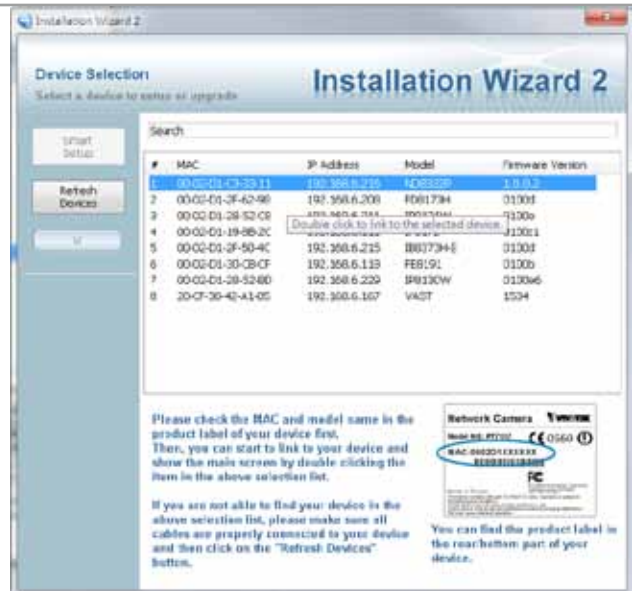 Installation Wizard 2
Device Selection
Select a device to setup or upgrade
Installation Wizard 2
Smart
Setup
Refresh
Devices
Search
# MAC IP Address Model Firmware Version
1 00-02-D1-C3-33-11 192.168.6.216 ND8322P 1.0.0.2
2 00-02-D1-2F-62-98 192.168.6.208 FD8173H 0130d
3 00-02-D1-28-52-C8
Double click to link to the selected device.
4 00-02-D1-19-8B-2C
5 00-02-D1-2F-50-4C 192.168.6.215 0130d
6 00-02-D1-30-CB-CF 192.168.6.113 FE8191 0100b
7 00-02-D1-28-52-BD 192.168.6.229
8 20-CF-30-42-A1-05 192.168.6.167 VAST 1534
Please check the MAC and model name in the
product label of your device first,
Then, you can start to link to your device and
show the main screen by double clicking the
item in the above selection list.
If you are not able to find your device in the
above selection list, please make sure all
cables are properly connected to your device
and then click on the "Refresh Devices"
button.
Network Camera VIVOTEK
CE 0560
MAC:0002D1XXXXXX
FC
You can find the product label in
the rear/bottom part of your
device.